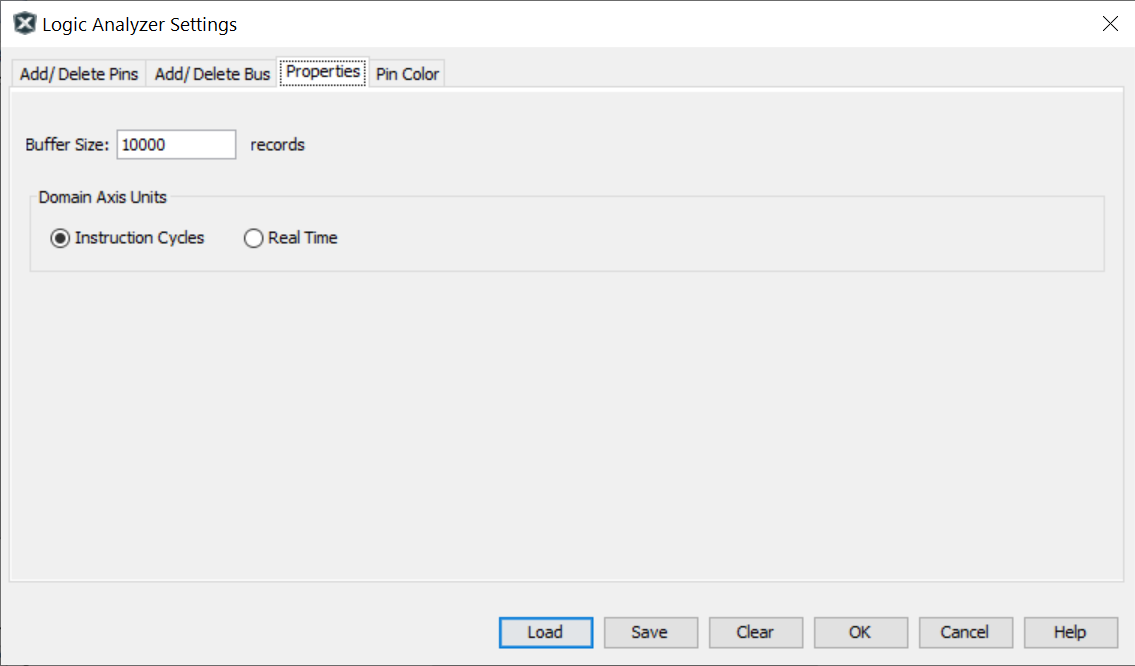 Logic Analyzer Settings
Add/Delete Pins Add/Delete Bus Properties Pin Color
Buffer Size: 10000 records
Domain Axis Units
Instruction Cycles Real Time
Load Save Clear OK Cancel Help